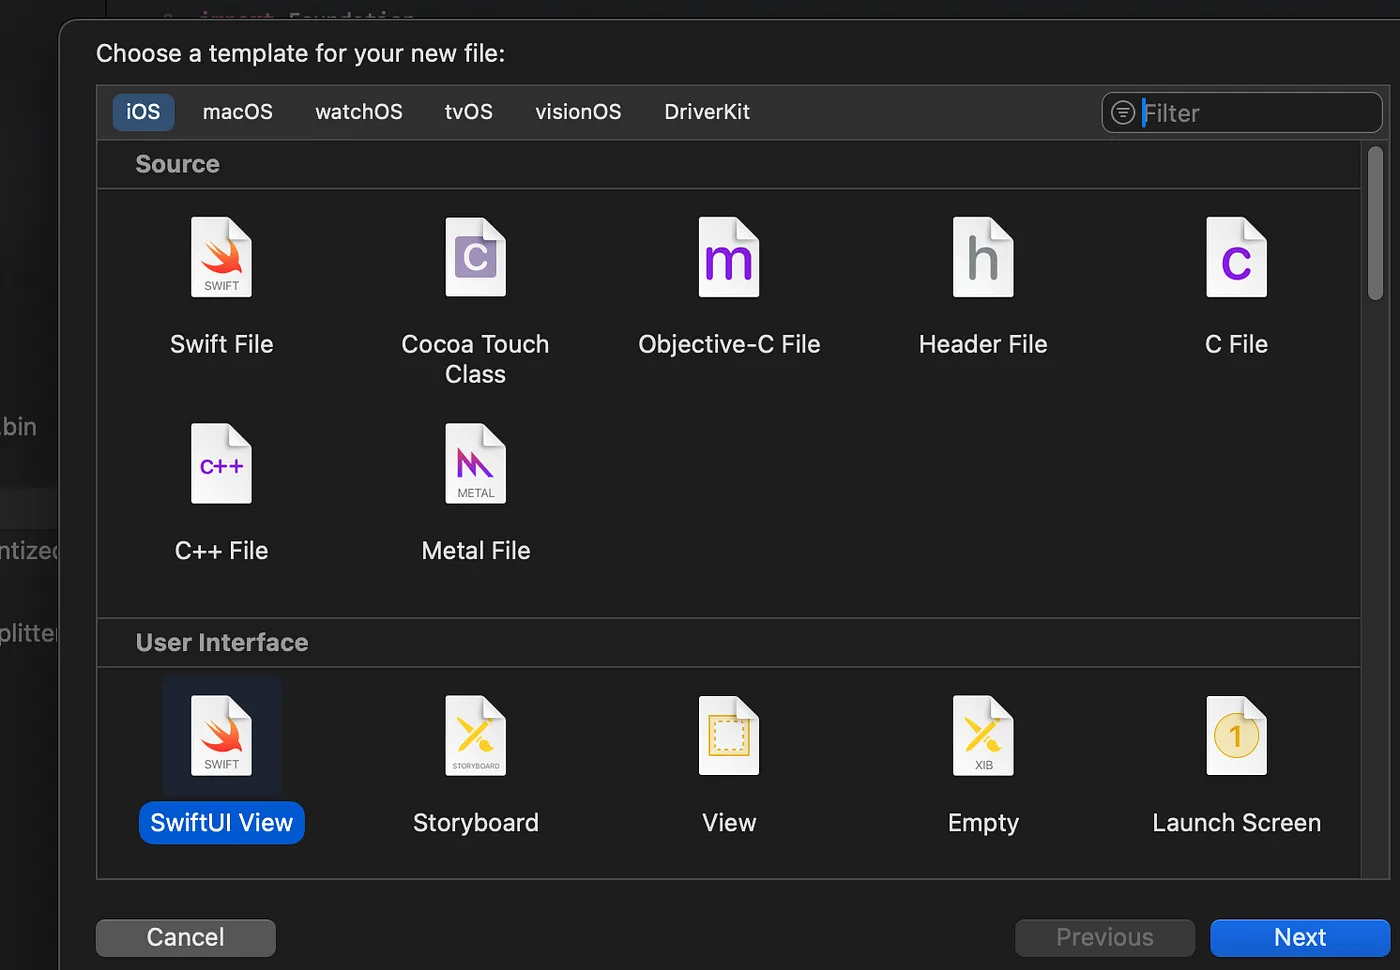 import Foundation
Choose a template for your new file:
iOS
macOS
watchOS
tvOS
visionOS
DriverKit
Filter
Source
SWIFT
C
m
h
c
Swift File
Cocoa Touch
Class
Objective-C File
Header File
C File
.bin
C++
METAL
C++ File
Metal File
ntized
plitter
User Interface
SWIFT
STORYBOARD
XIB
1
SwiftUI View
Storyboard
View
Empty
Launch Screen
Cancel
Previous
Next